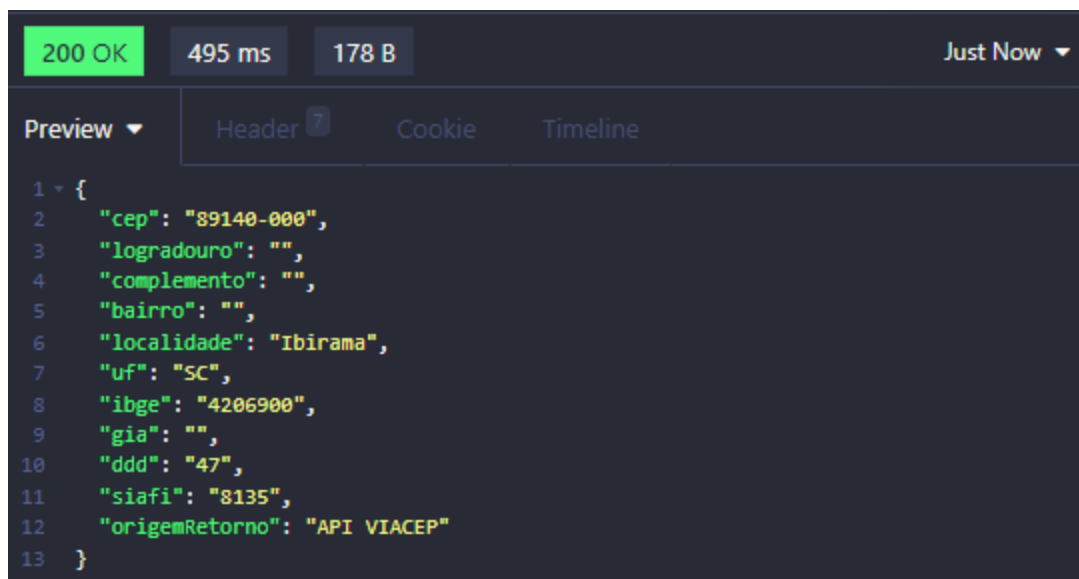 200 OK 495 ms 178 B Just Now
Preview Header 7 Cookie Timeline
1 {
2 "cep": "89140-000",
3 "logradouro": "",
4 "complemento": "",
5 "bairro": "",
6 "localidade": "Ibirama",
7 "uf": "SC",
8 "ibge": "4206900",
9 "gia": "",
10 "ddd": "47",
11 "siafi": "8135",
12 "origemRetorno": "API VIACEP"
13 }